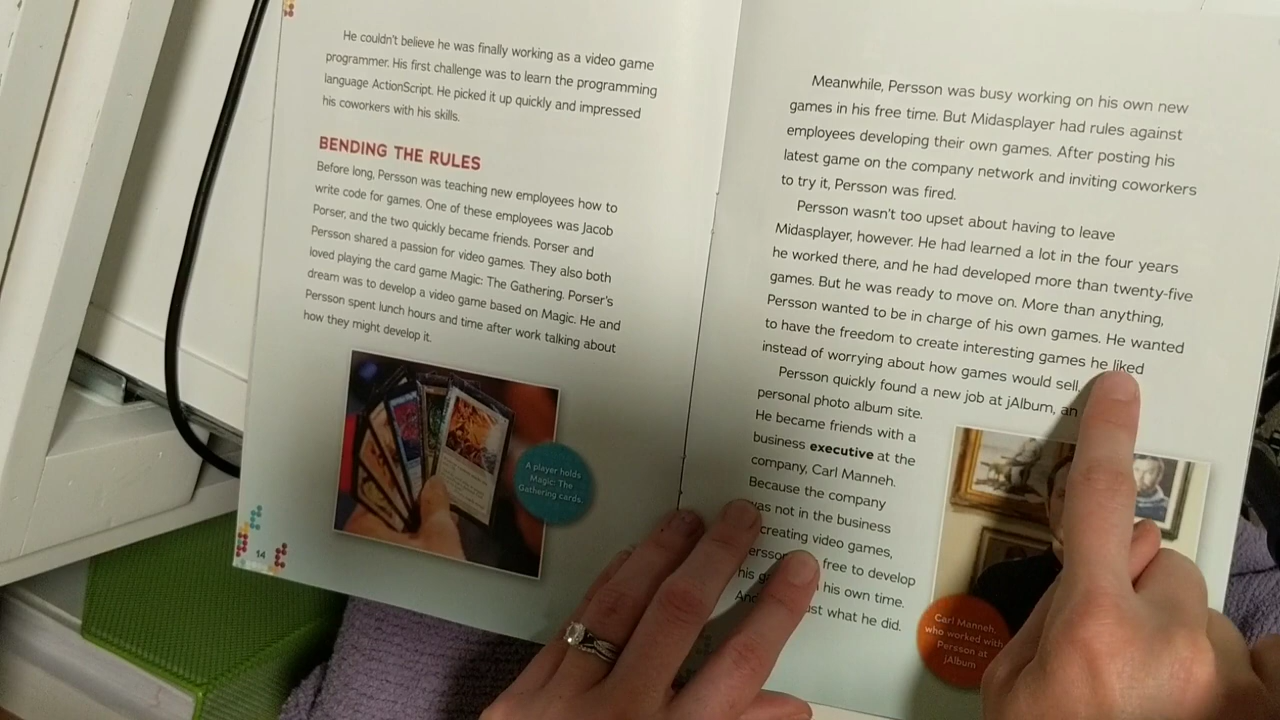 He couldn't believe he was finally working as a video game
programmer. His first challenge was to learn the programming
language ActionScript. He picked it up quickly and impressed
his coworkers with his skills.
BENDING THE RULES
Before long, Persson was teaching new employees how to
write code for games. One of these employees was Jacob
Porser, and the two quickly became friends. Porser and
Persson shared a passion for video games. They also both
loved playing the card game Magic: The Gathering. Porser's
dream was to develop a video game based on Magic. He and
Persson spent lunch hours and time after work talking about
how they might develop it.
A player holds
Magic: The
Gathering cards.
14
Meanwhile, Persson was busy working on his own new
games in his free time. But Midasplayer had rules against
employees developing their own games. After posting his
latest game on the company network and inviting coworkers
to try it, Persson was fired.
Persson wasn't too upset about having to leave
Midasplayer, however. He had learned a lot in the four years
he worked there, and he had developed more than twenty-five
games. But he was ready to move on. More than anything,
Persson wanted to be in charge of his own games. He wanted
to have the freedom to create interesting games he liked
instead of worrying about how games would sell.
Persson quickly found a new job at jAlbum, an
personal photo album site.
He became friends with a
business executive at the
company, Carl Manneh.
Because the company
was not in the business
creating video games,
free to develop
his own time.
what he did.
Carl Manneh,
who worked with
Persson at
jAlbum